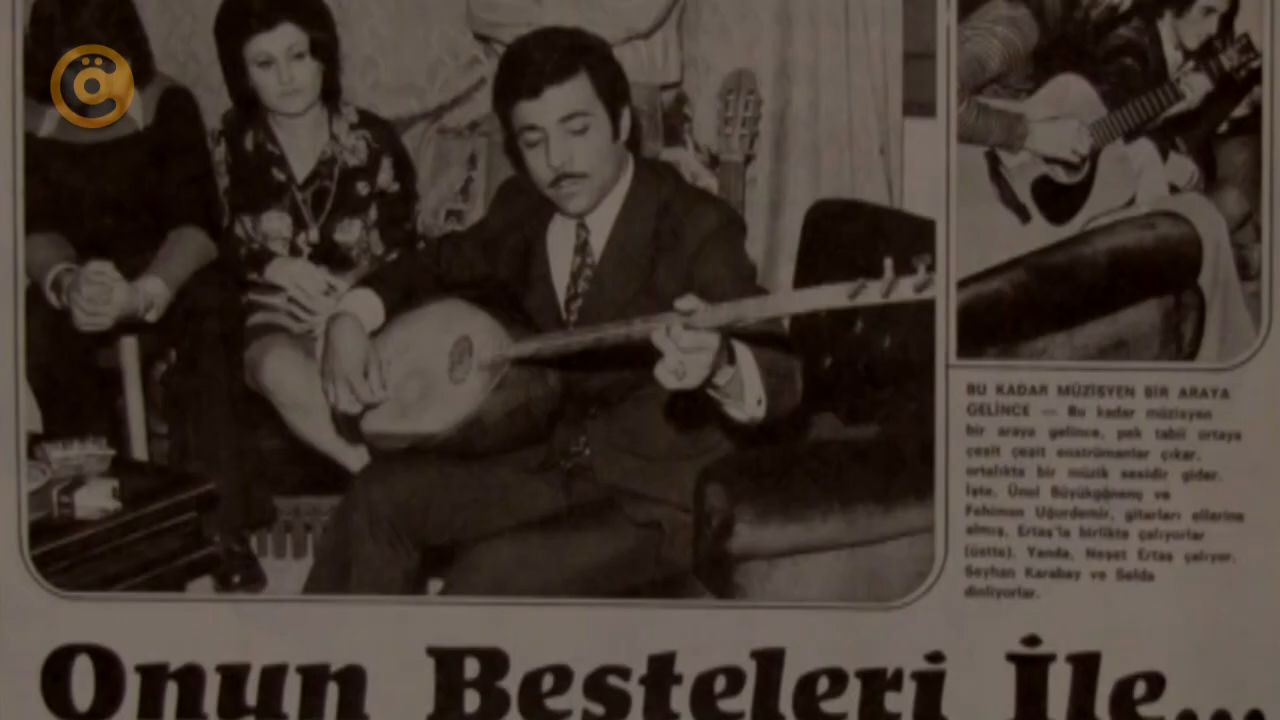 BU KADAR MÜZİSYEN BİR ARAYA
GELİNCE — Bu kadar müzisyen
bir araya gelince, pek tabii ortaya
çeşit çeşit enstrümanlar çıkar,
ortalıkta bir müzik sesidir gider.
İşte, Ünol Büyükgönenç ve
Fehiman Uğurdemir, gitarları ellerine
almış, Ertaş'la birlikte çalıyorlar
(üstte). Yanda, Neşet Ertaş çalıyor,
Seyhan Karabay ve Selda
dinliyorlar.
Onun Besteleri İle...